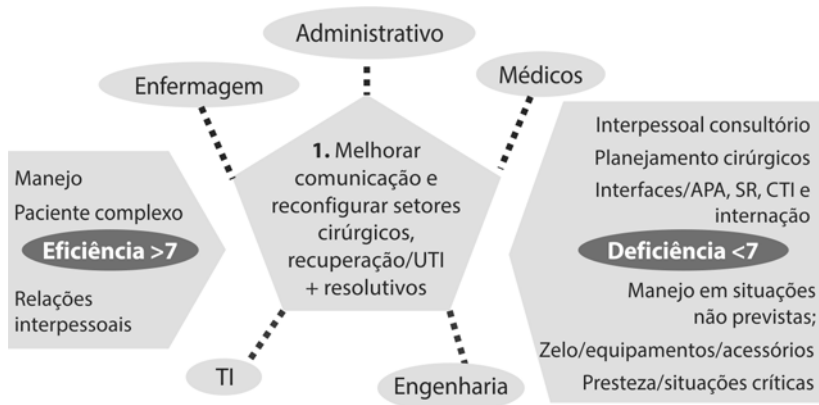 Administrativo
Enfermagem
Médicos
Manejo
Paciente complexo
Eficiência >7
Relações
interpessoais
1. Melhorar
comunicação e
reconfigurar setores
cirúrgicos,
recuperação/UTI
+ resolutivos
Interpessoal consultório
Planejamento cirúrgicos
Interfaces/APA, SR, CTI e
internação
Deficiência <7
Manejo em situações
não previstas;
Zelo/equipamentos/acessórios
Presteza/situações críticas
TI
Engenharia